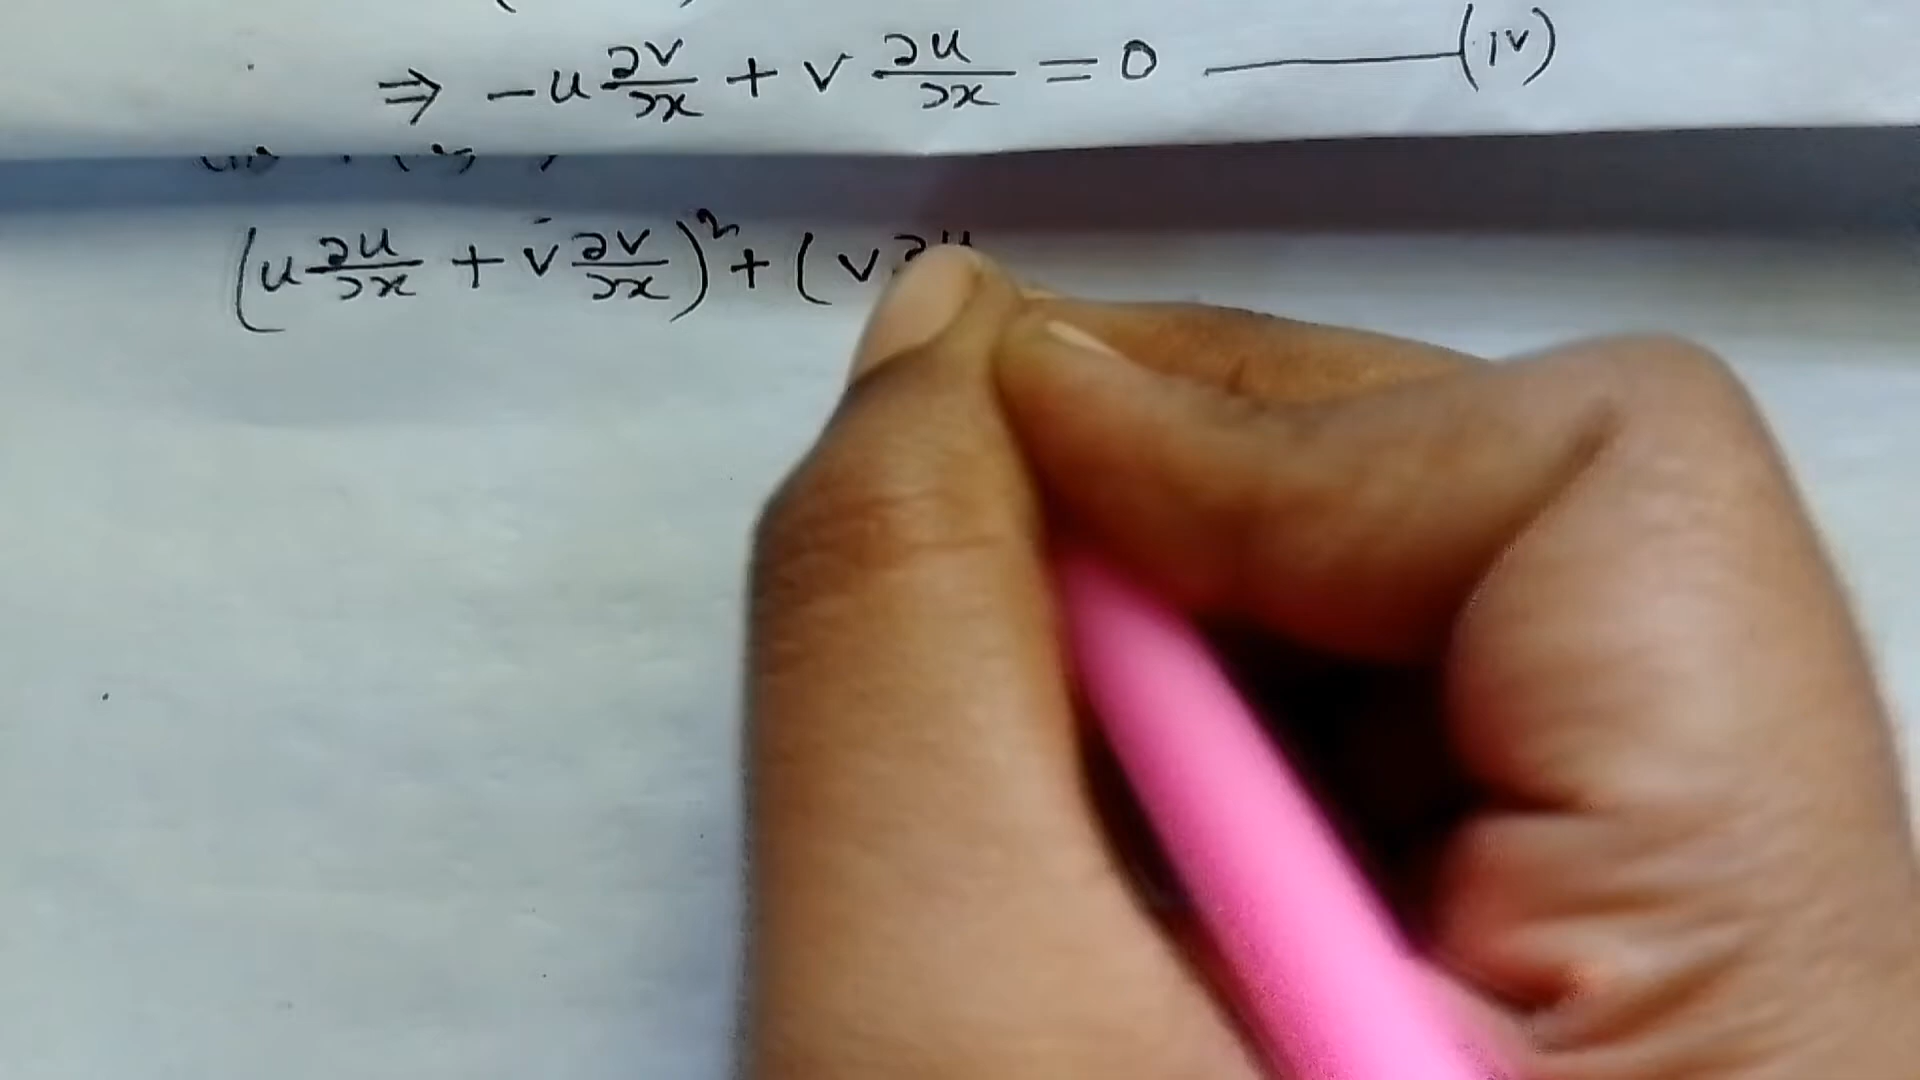 ⇒ -u ∂v/∂x + v ∂u/∂x = 0 ——— (iv)
(u ∂u/∂x + v ∂v/∂x)² + (v ∂u